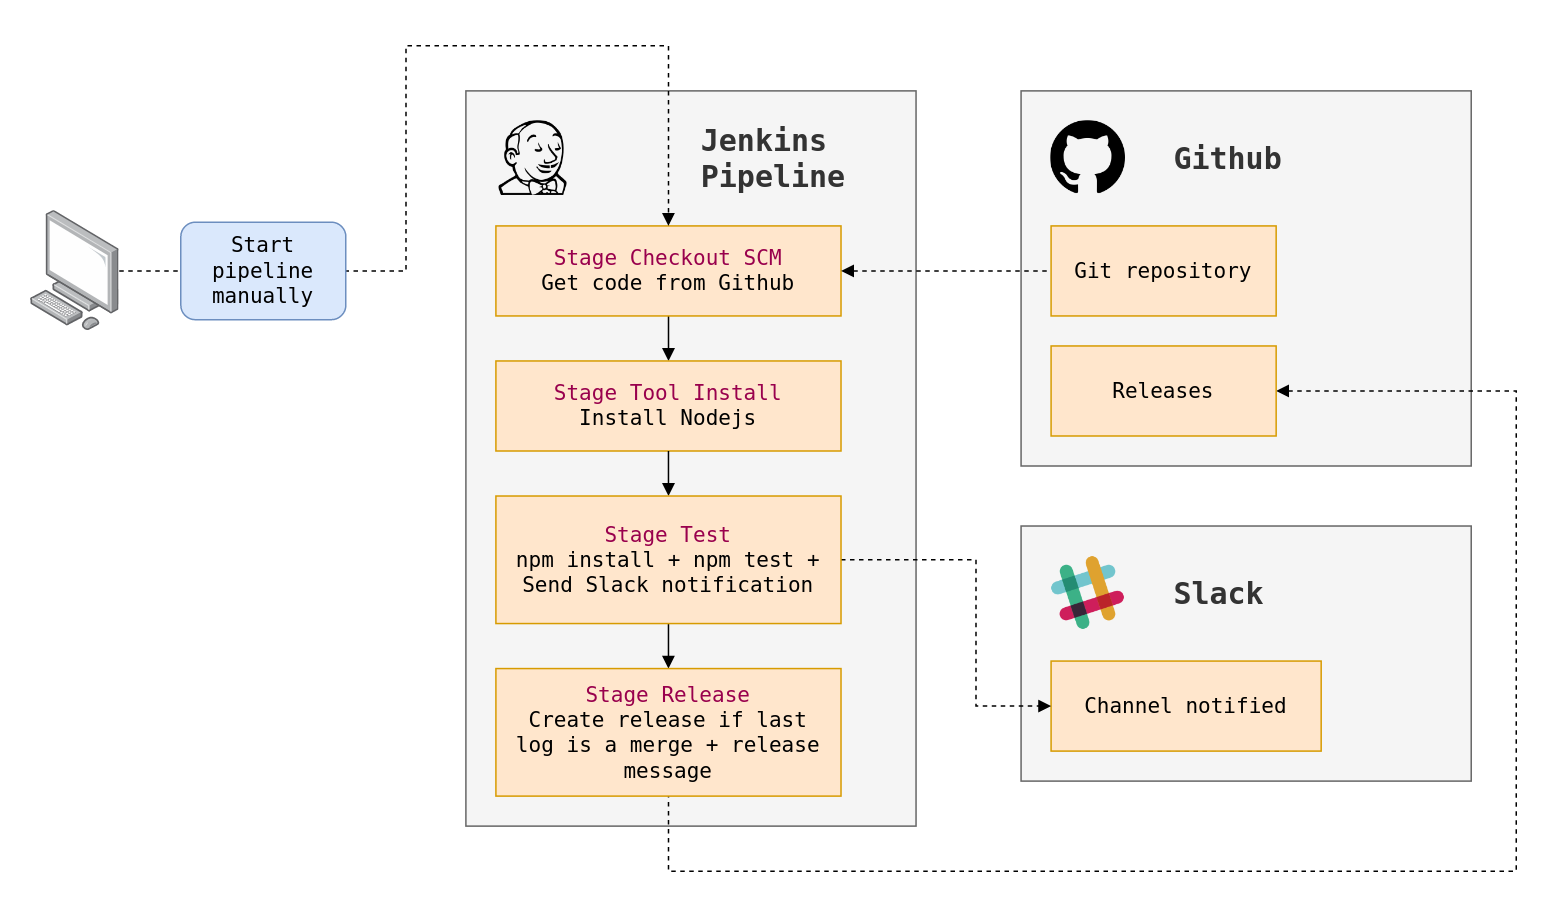 Start
pipeline
manually
Jenkins
Pipeline
Stage Checkout SCM
Get code from Github
Stage Tool Install
Install Nodejs
Stage Test
npm install + npm test +
Send Slack notification
Stage Release
Create release if last
log is a merge + release
message
Github
Git repository
Releases
Slack
Channel notified